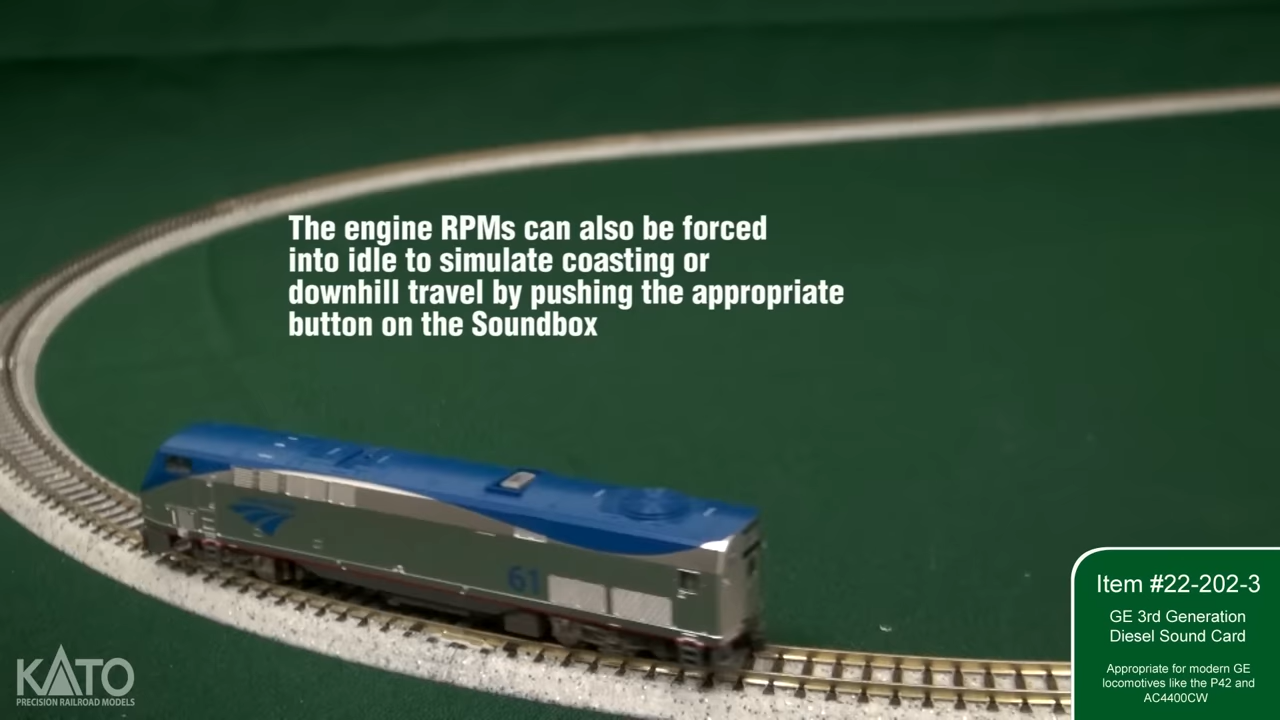 The engine RPMs can also be forced
into idle to simulate coasting or
downhill travel by pushing the appropriate
button on the Soundbox
61
Item #22-202-3
GE 3rd Generation
Diesel Sound Card
Appropriate for modern GE
locomotives like the P42 and
AC4400CW
KATO
PRECISION RAILROAD MODELS